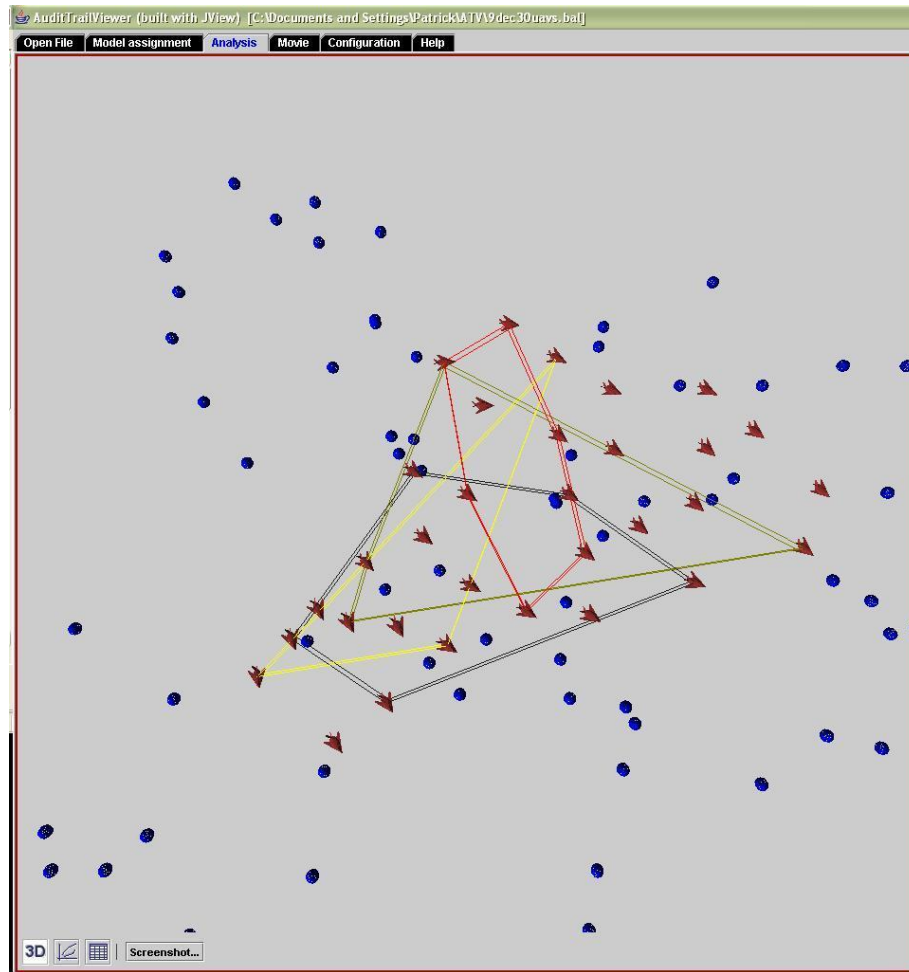 AuditTrailViewer (built with JView) [C:\Documents and Settings\Patrick\ATV\9dec30uavs.bal]
Open File Model assignment Analysis Movie Configuration Help
3D Screenshot...